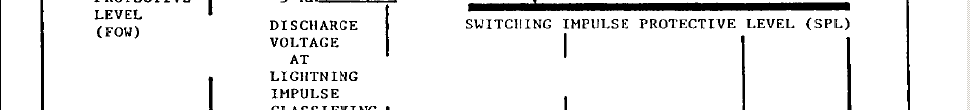 LEVEL
(FOW)
DISCHARGE
VOLTAGE
AT
LIGHTNING
IMPULSE
SWITCHING IMPULSE PROTECTIVE LEVEL (SPL)